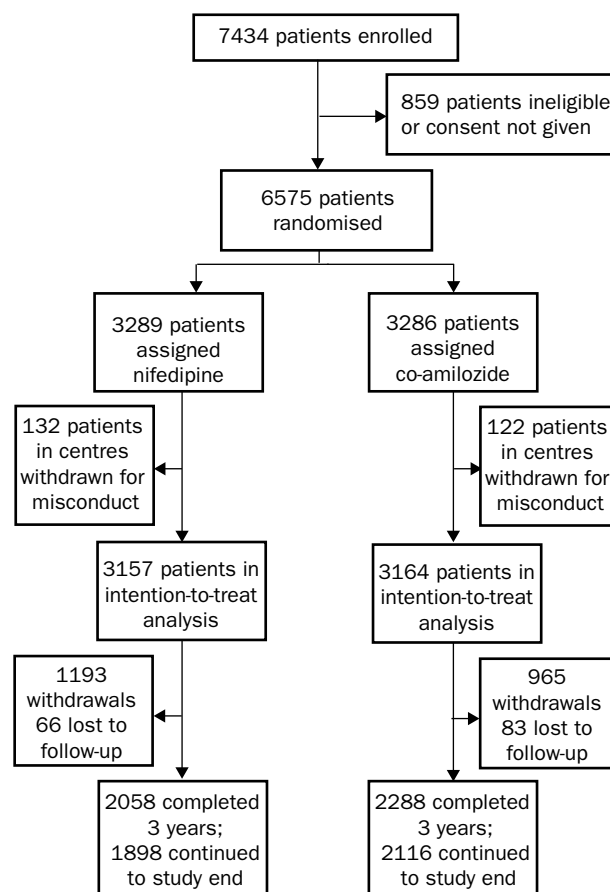 7434 patients enrolled
859 patients ineligible
or consent not given
6575 patients
randomised
3289 patients
assigned
nifedipine
3286 patients
assigned
co-amilozide
132 patients
in centres
withdrawn for
misconduct
122 patients
in centres
withdrawn for
misconduct
3157 patients in
intention-to-treat
analysis
3164 patients in
intention-to-treat
analysis
1193
withdrawals
66 lost to
follow-up
965
withdrawals
83 lost to
follow-up
2058 completed
3 years;
1898 continued
to study end
2288 completed
3 years;
2116 continued
to study end